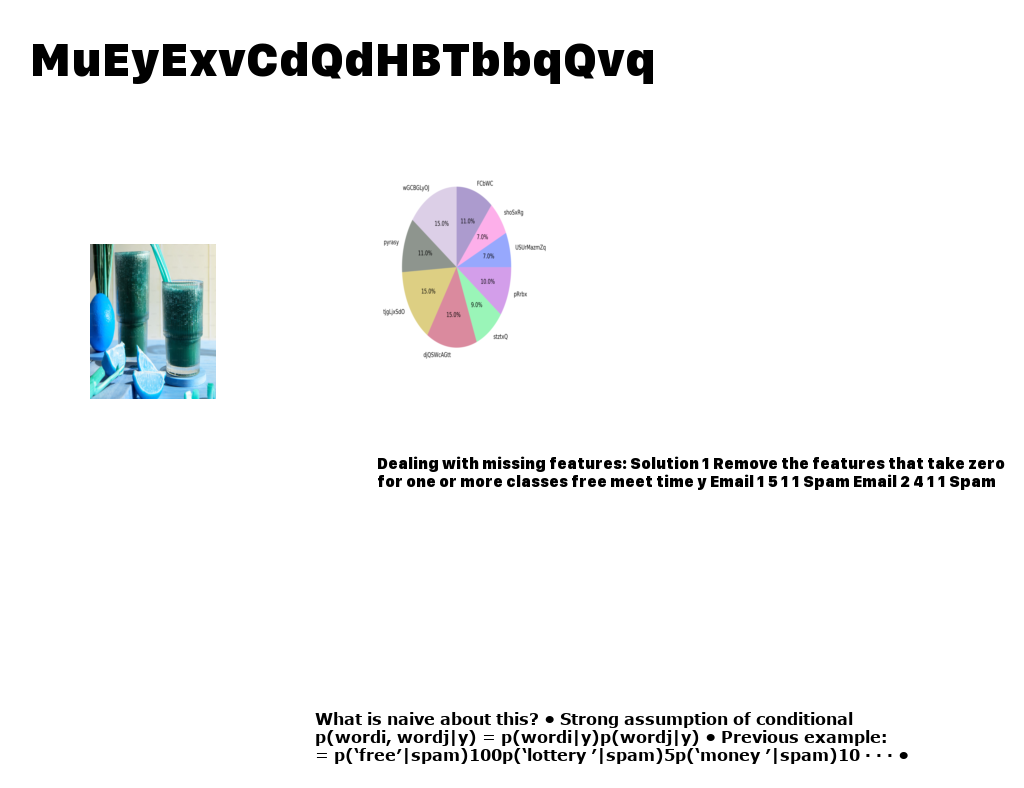 MuEyExvCdQdHBTbbqQvq
wGCBGLyOJ
FCbWC
shoSxRg
USUrMazmZq
pRrbx
stztxQ
djQSWcAGtt
tjgLjxSdO
pyrasy
15.0%
11.0%
7.0%
7.0%
10.0%
9.0%
15.0%
15.0%
11.0%
Dealing with missing features: Solution 1 Remove the features that take zero
for one or more classes free meet time y Email 1 5 1 1 Spam Email 2 4 1 1 Spam
What is naive about this? • Strong assumption of conditional
p(wordi, wordj|y) = p(wordi|y)p(wordj|y) • Previous example:
= p(‘free’|spam)100p(‘lottery ’|spam)5p(‘money ’|spam)10 · · · •